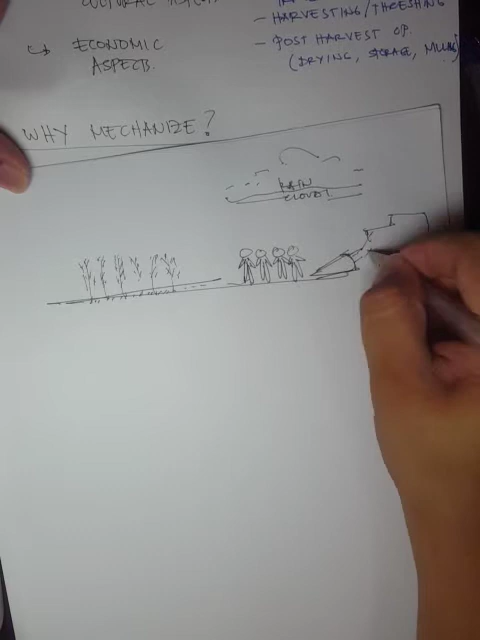 - HARVESTING/THRESHING
↳ ECONOMIC
ASPECTS.
- POST HARVEST OP.
(DRYING, STORAGE, MILLING)
WHY MECHANIZE?
RAIN
CLOUD!